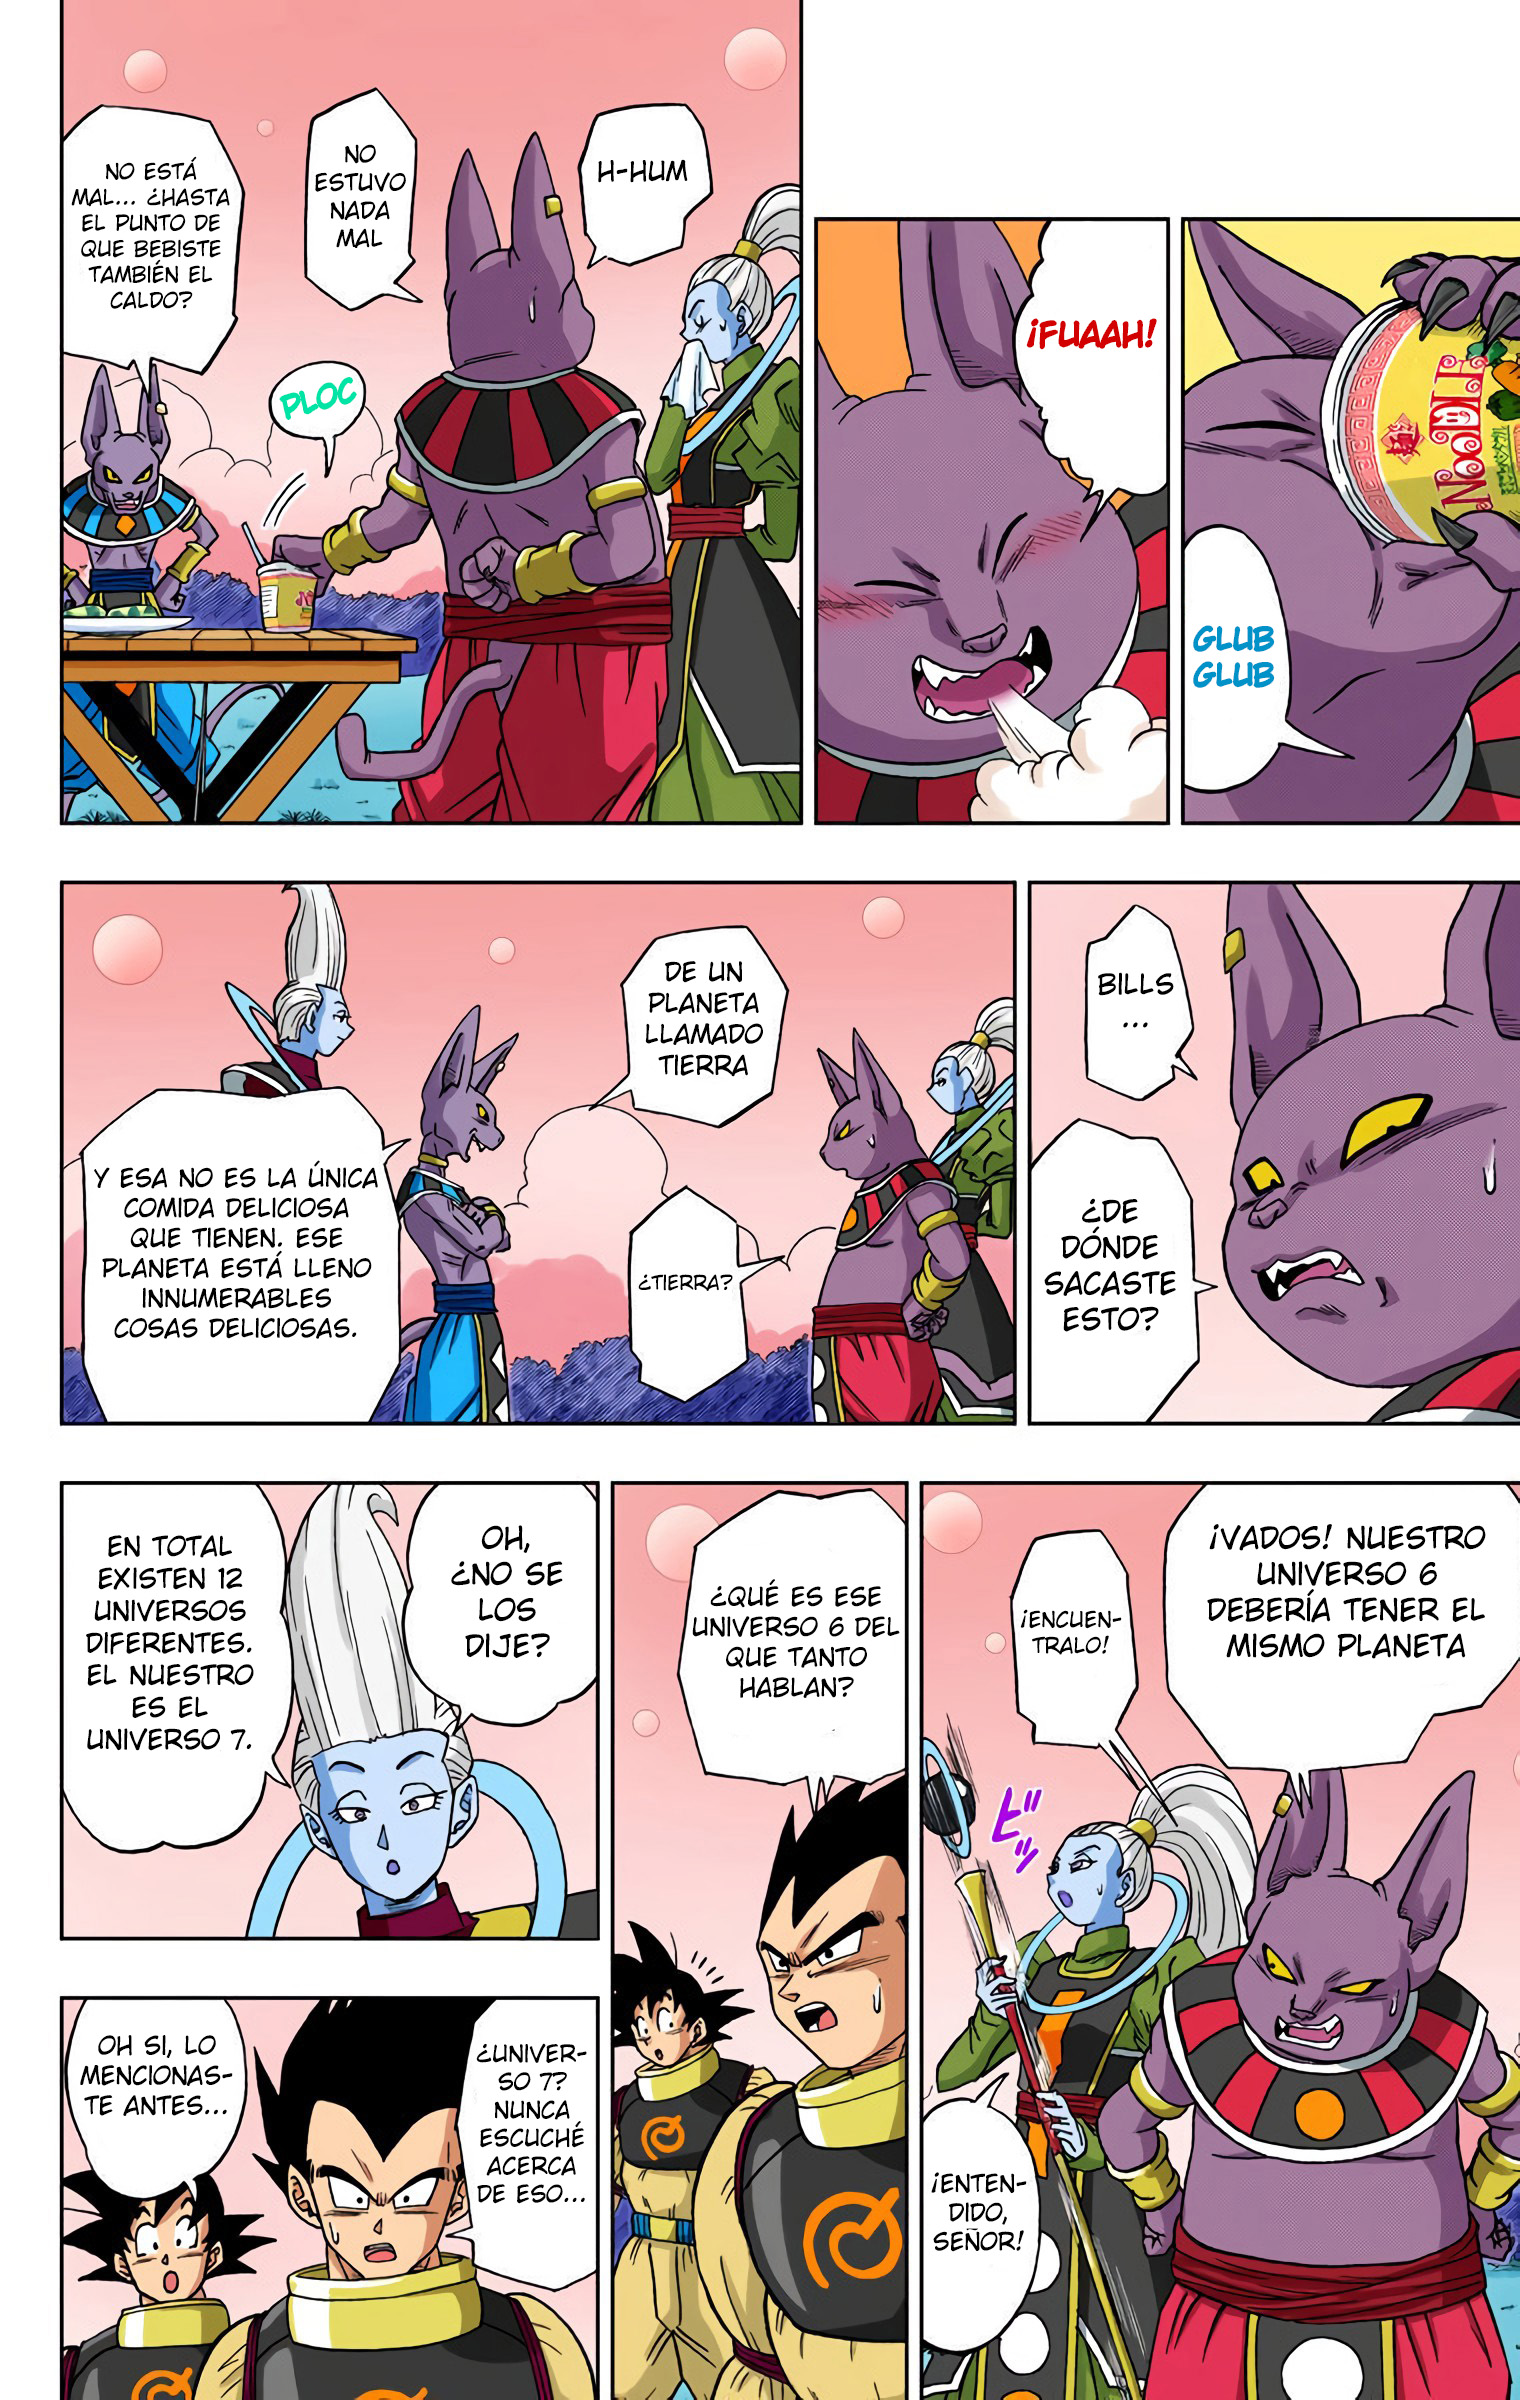 GLUB
GLUB
¡FUAAH!
H-HUM
NO
ESTUVO
NADA
MAL
PLOC
NO ESTÁ
MAL... ¿HASTA
EL PUNTO DE
QUE BEBISTE
TAMBIÉN EL
CALDO?
BILLS
...
¿DE
DÓNDE
SACASTE
ESTO?
DE UN
PLANETA
LLAMADO
TIERRA
¿TIERRA?
Y ESA NO ES LA ÚNICA
COMIDA DELICIOSA
QUE TIENEN. ESE
PLANETA ESTÁ LLENO
INNUMERABLES
COSAS DELICIOSAS.
¡VADOS! NUESTRO
UNIVERSO 6
DEBERÍA TENER EL
MISMO PLANETA
¡ENCUEN-
TRALO!
ビッ
¡ENTEN-
DIDO,
SEÑOR!
¿QUÉ ES ESE
UNIVERSO 6 DEL
QUE TANTO
HABLAN?
OH,
¿NO SE
LOS
DIJE?
EN TOTAL
EXISTEN 12
UNIVERSOS
DIFERENTES.
EL NUESTRO
ES EL
UNIVERSO 7.
¿UNIVER-
SO 7?
NUNCA
ESCUCHÉ
ACERCA
DE ESO...
OH SI, LO
MENCIONAS-
TE ANTES...